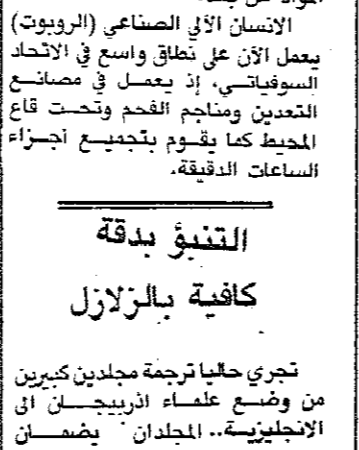 الانسان الآلي الصناعي (الروبوت)
يعمل الآن على نطاق واسع في الاتحاد
السوفياتي، إذ يعمل في مصانع
التعدين ومناجم الفحم وتحت قاع
المحيط كما يقوم بتجميع أجزاء
الساعات الدقيقة.
التنبؤ بدقة
كافية بالزلازل
تجري حاليا ترجمة مجلدين كبيرين
من وضع علماء اذربيجان الى
الانجليزية.. المجلدان يضمان